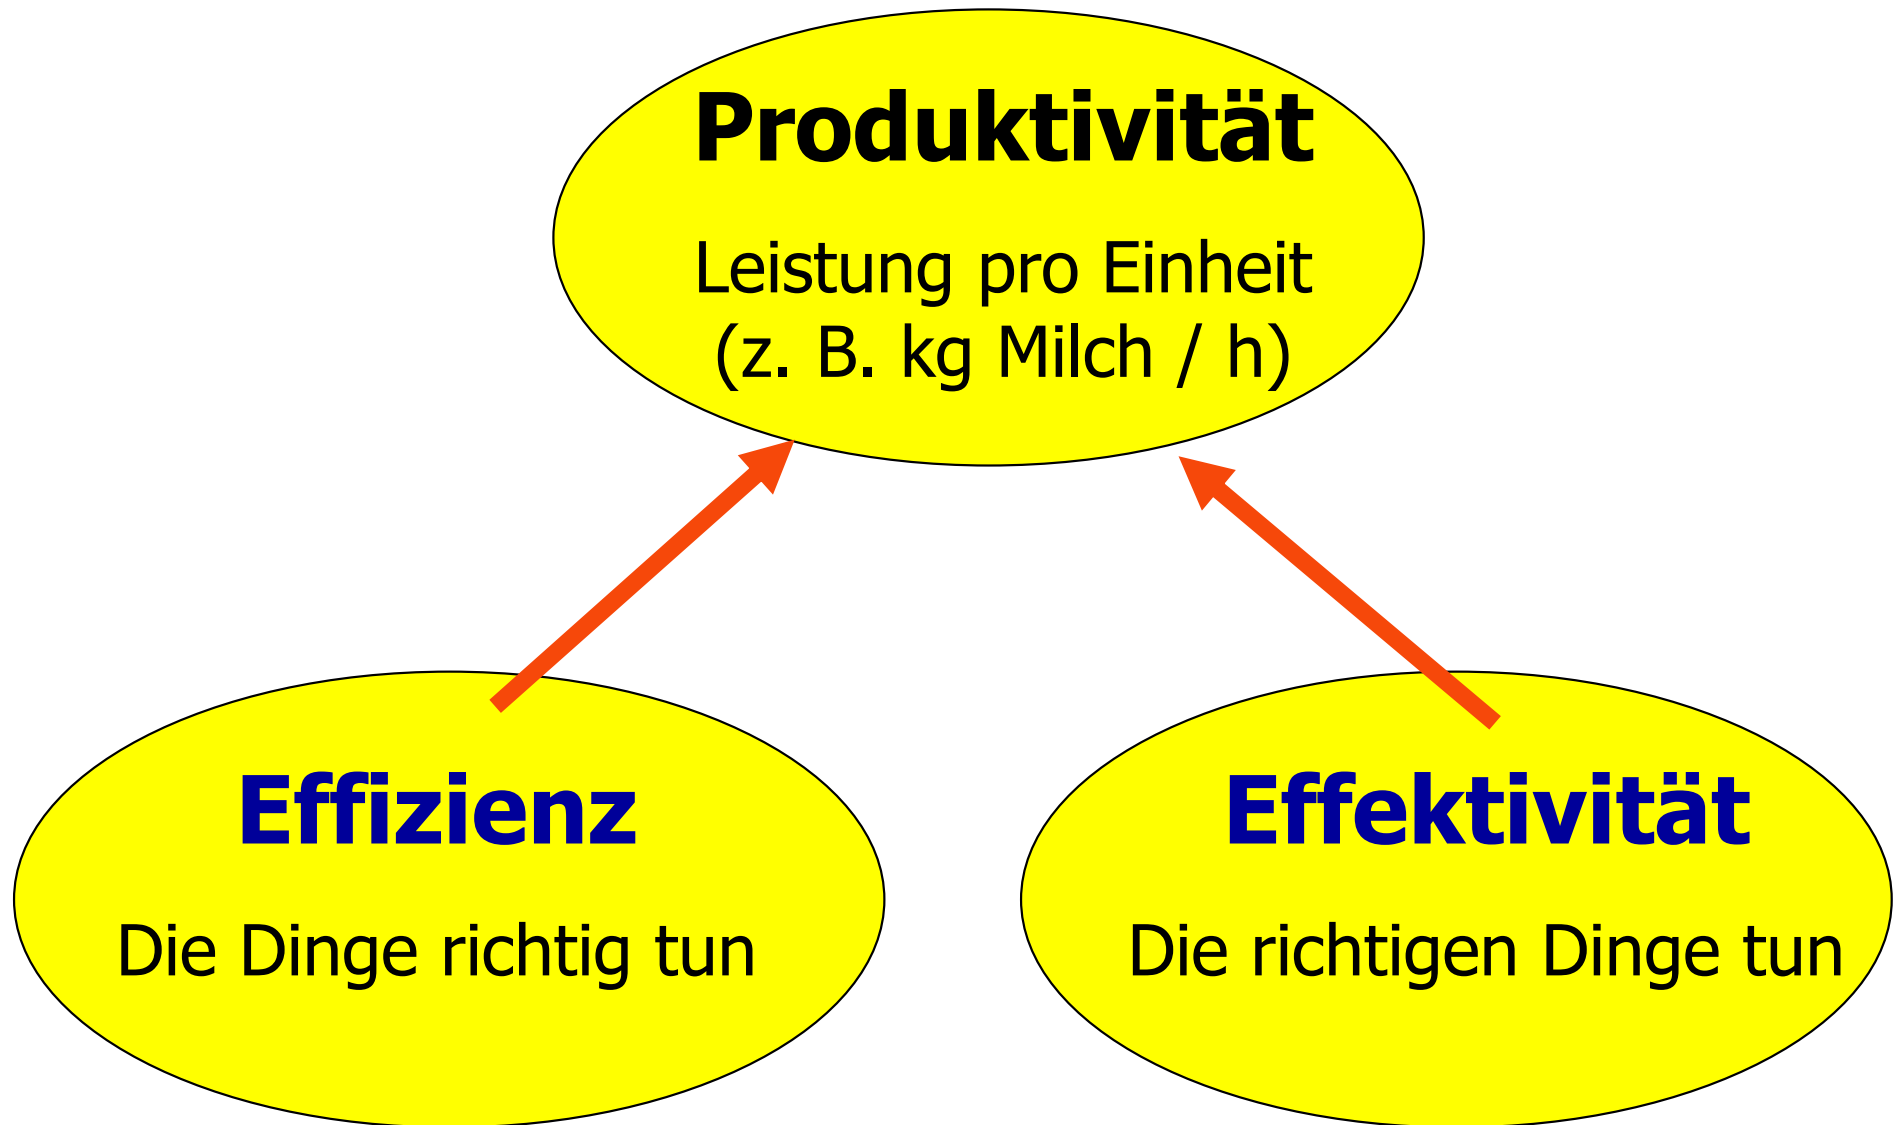 Produktivität
Leistung pro Einheit
(z. B. kg Milch / h)
Effizienz
Die Dinge richtig tun
Effektivität
Die richtigen Dinge tun